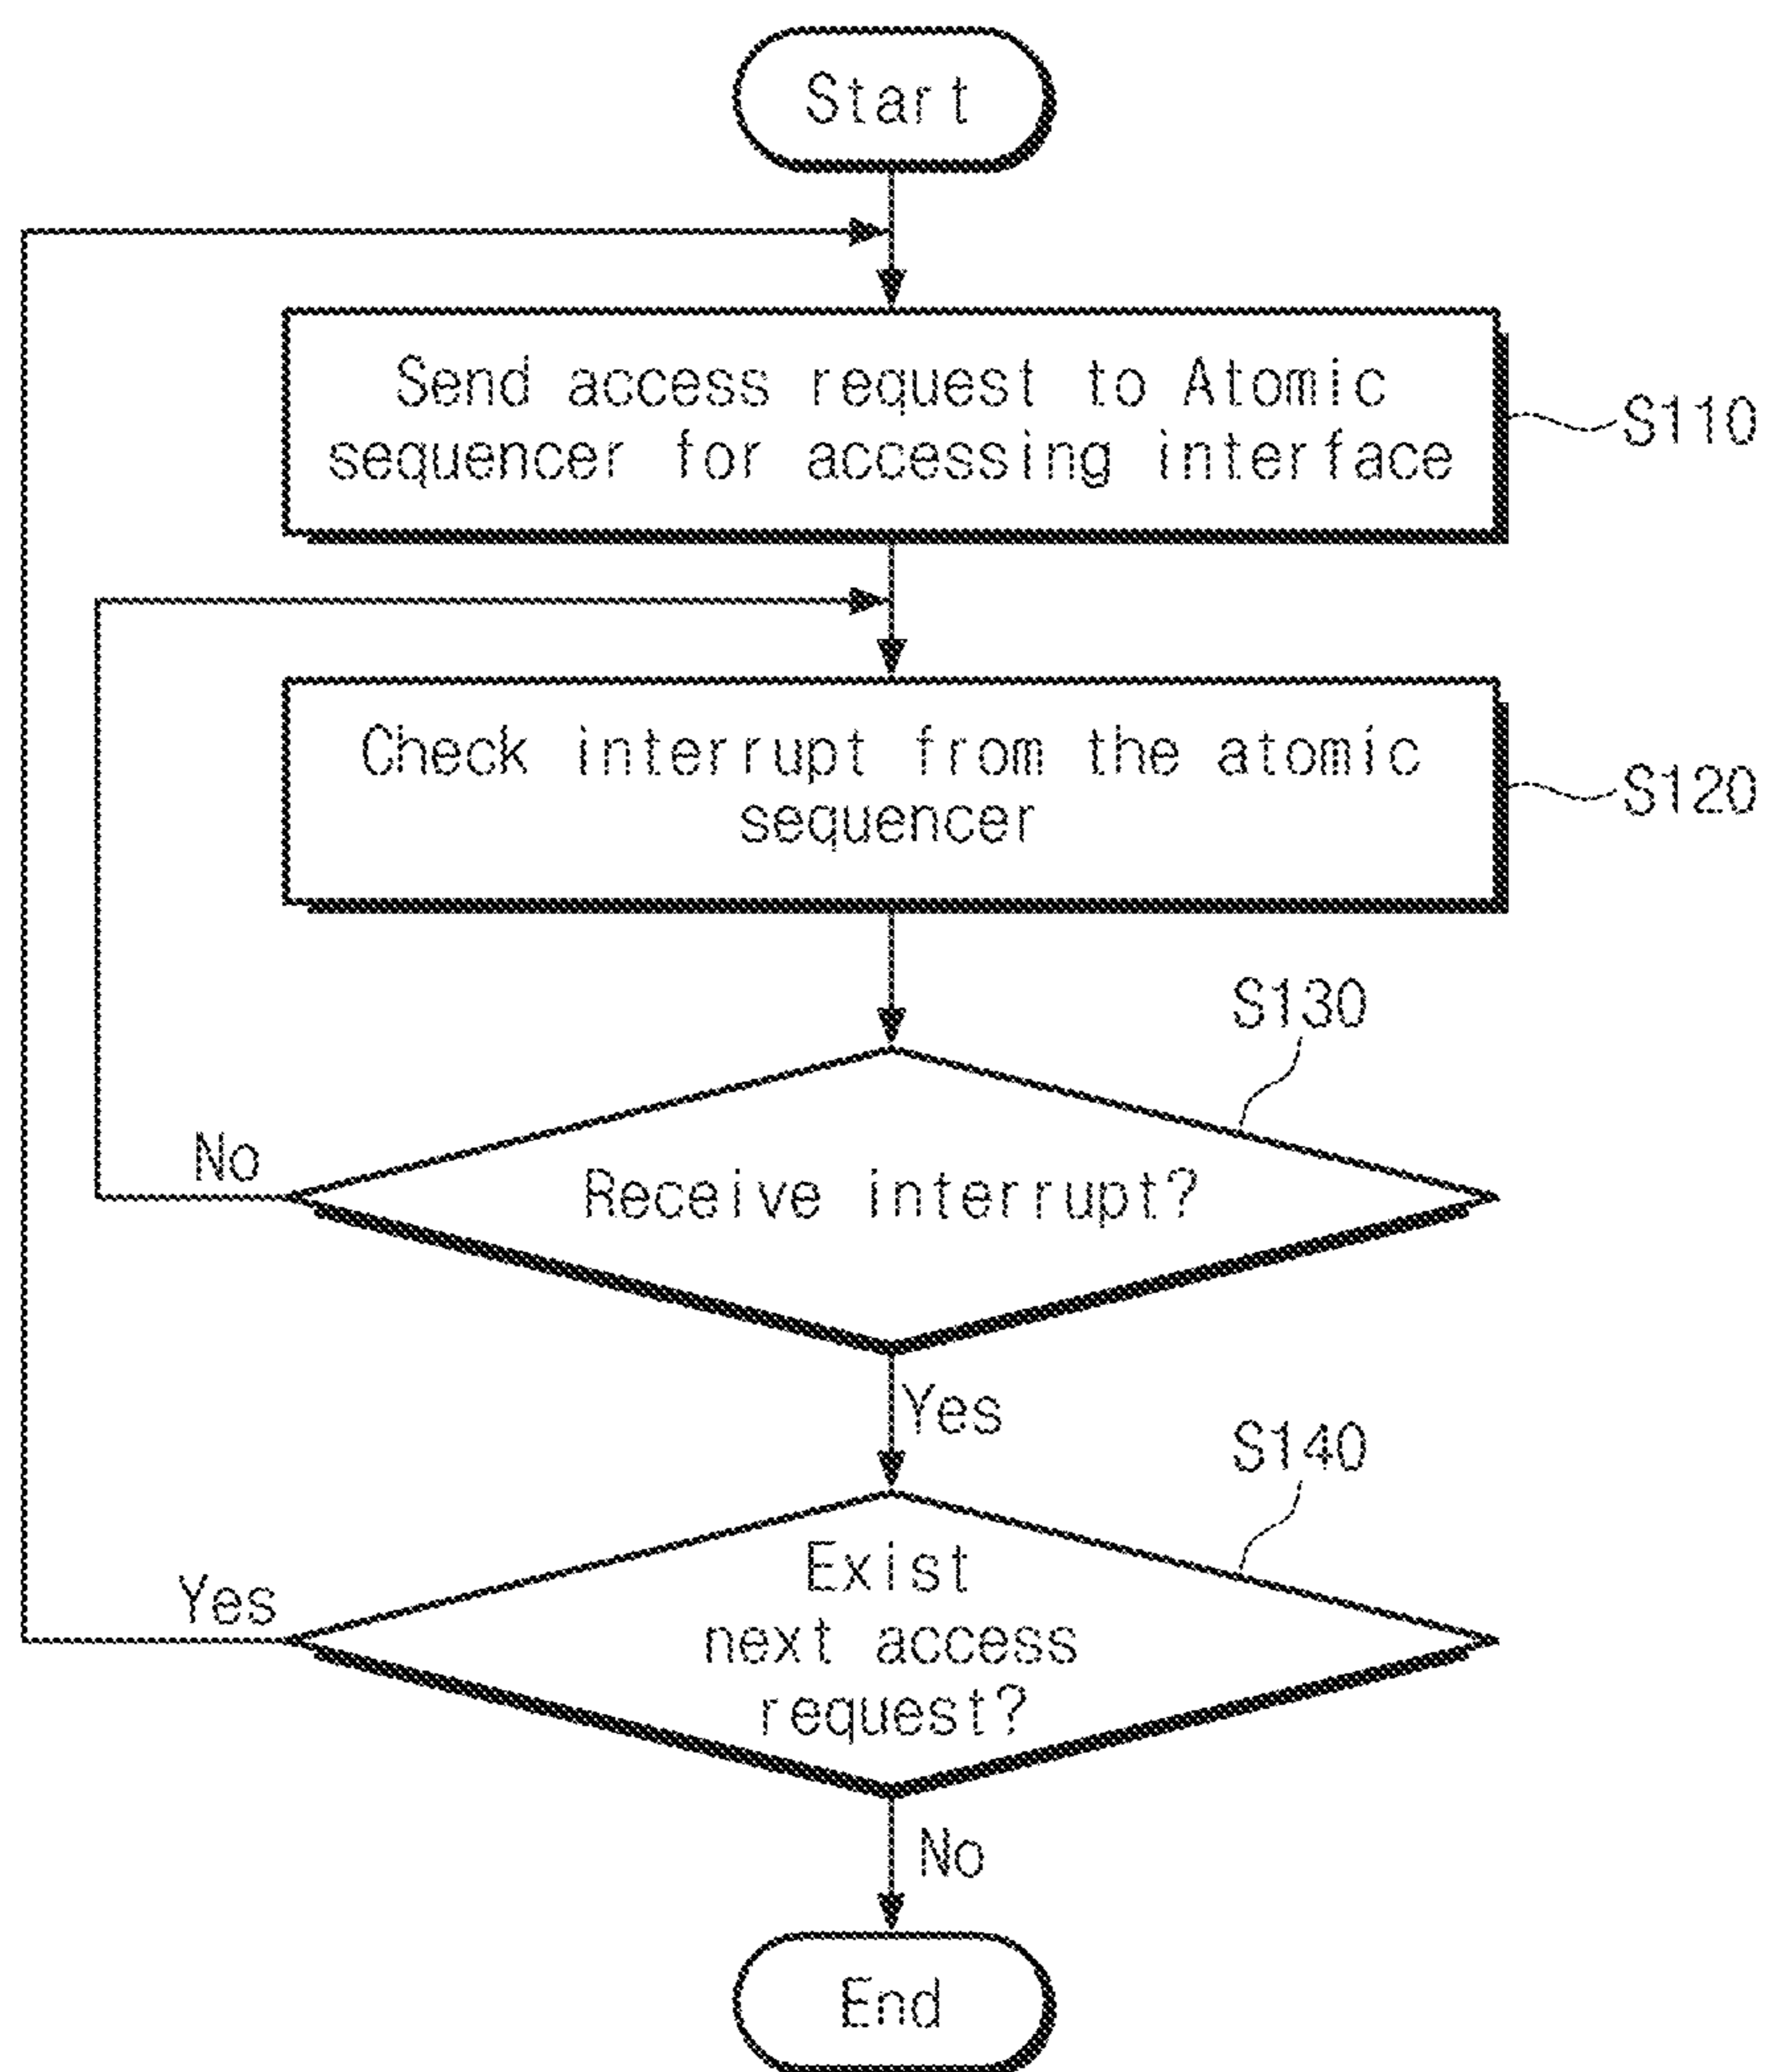 Start
Send access request to Atomic
sequencer for accessing interface
S110
Check interrupt from the atomic
sequencer
S120
S130
No
Receive interrupt?
Yes
S140
Yes
Exist
next access
request?
No
End